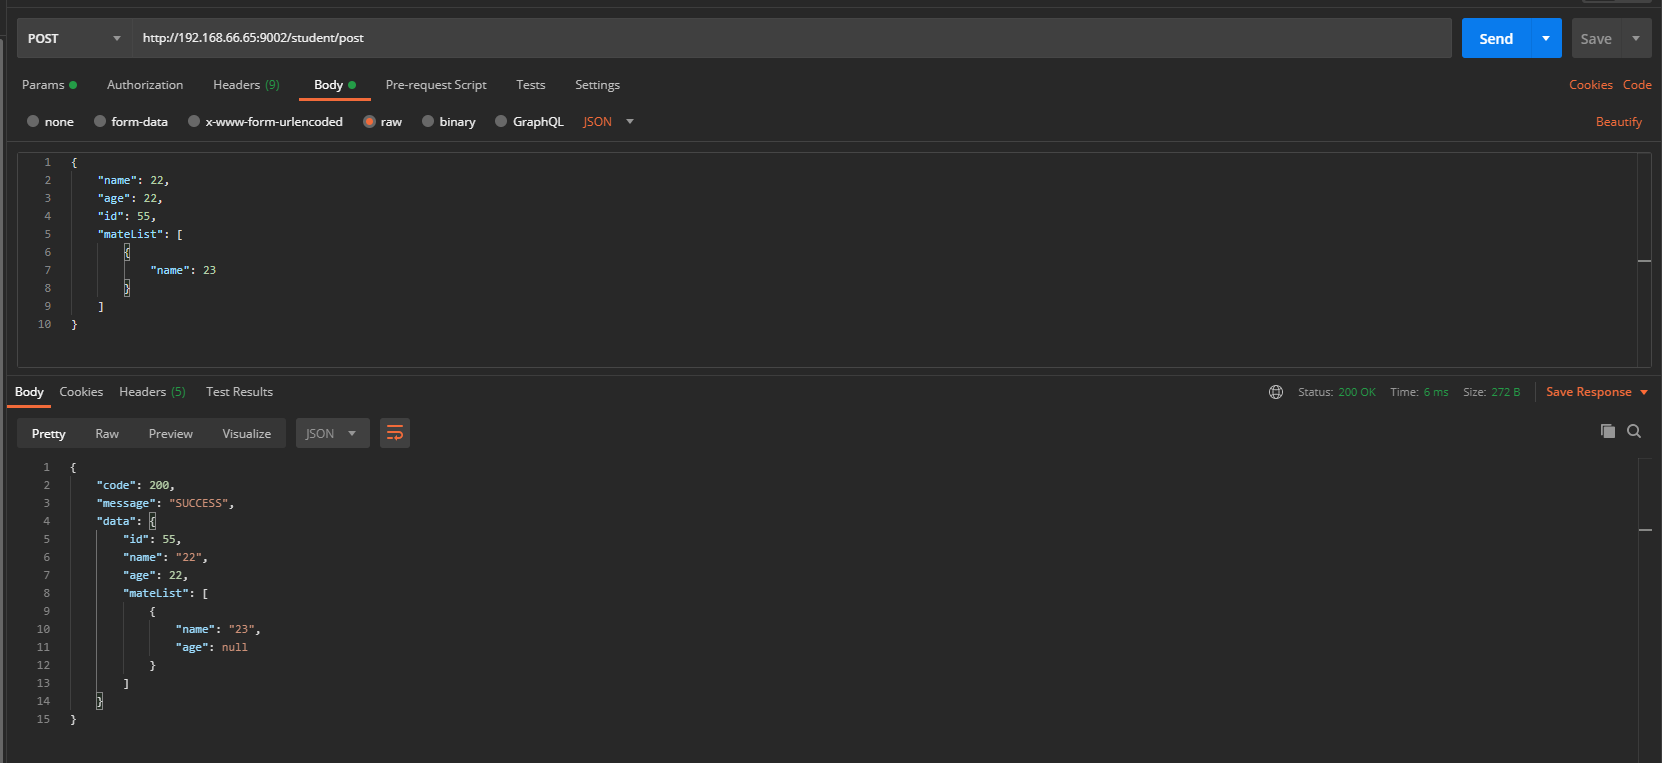 POST http://192.168.66.65:9002/student/post Send Save
Params Authorization Headers (9) Body Pre-request Script Tests Settings Cookies Code
none form-data x-www-form-urlencoded raw binary GraphQL JSON Beautify
1 {
2 "name": 22,
3 "age": 22,
4 "id": 55,
5 "mateList": [
6 {
7 "name": 23
8 }
9 ]
10 }
Body Cookies Headers (5) Test Results Status: 200 OK Time: 6 ms Size: 272 B Save Response
Pretty Raw Preview Visualize JSON
1 {
2 "code": 200,
3 "message": "SUCCESS",
4 "data": {
5 "id": 55,
6 "name": "22",
7 "age": 22,
8 "mateList": [
9 {
10 "name": "23",
11 "age": null
12 }
13 ]
14 }
15 }